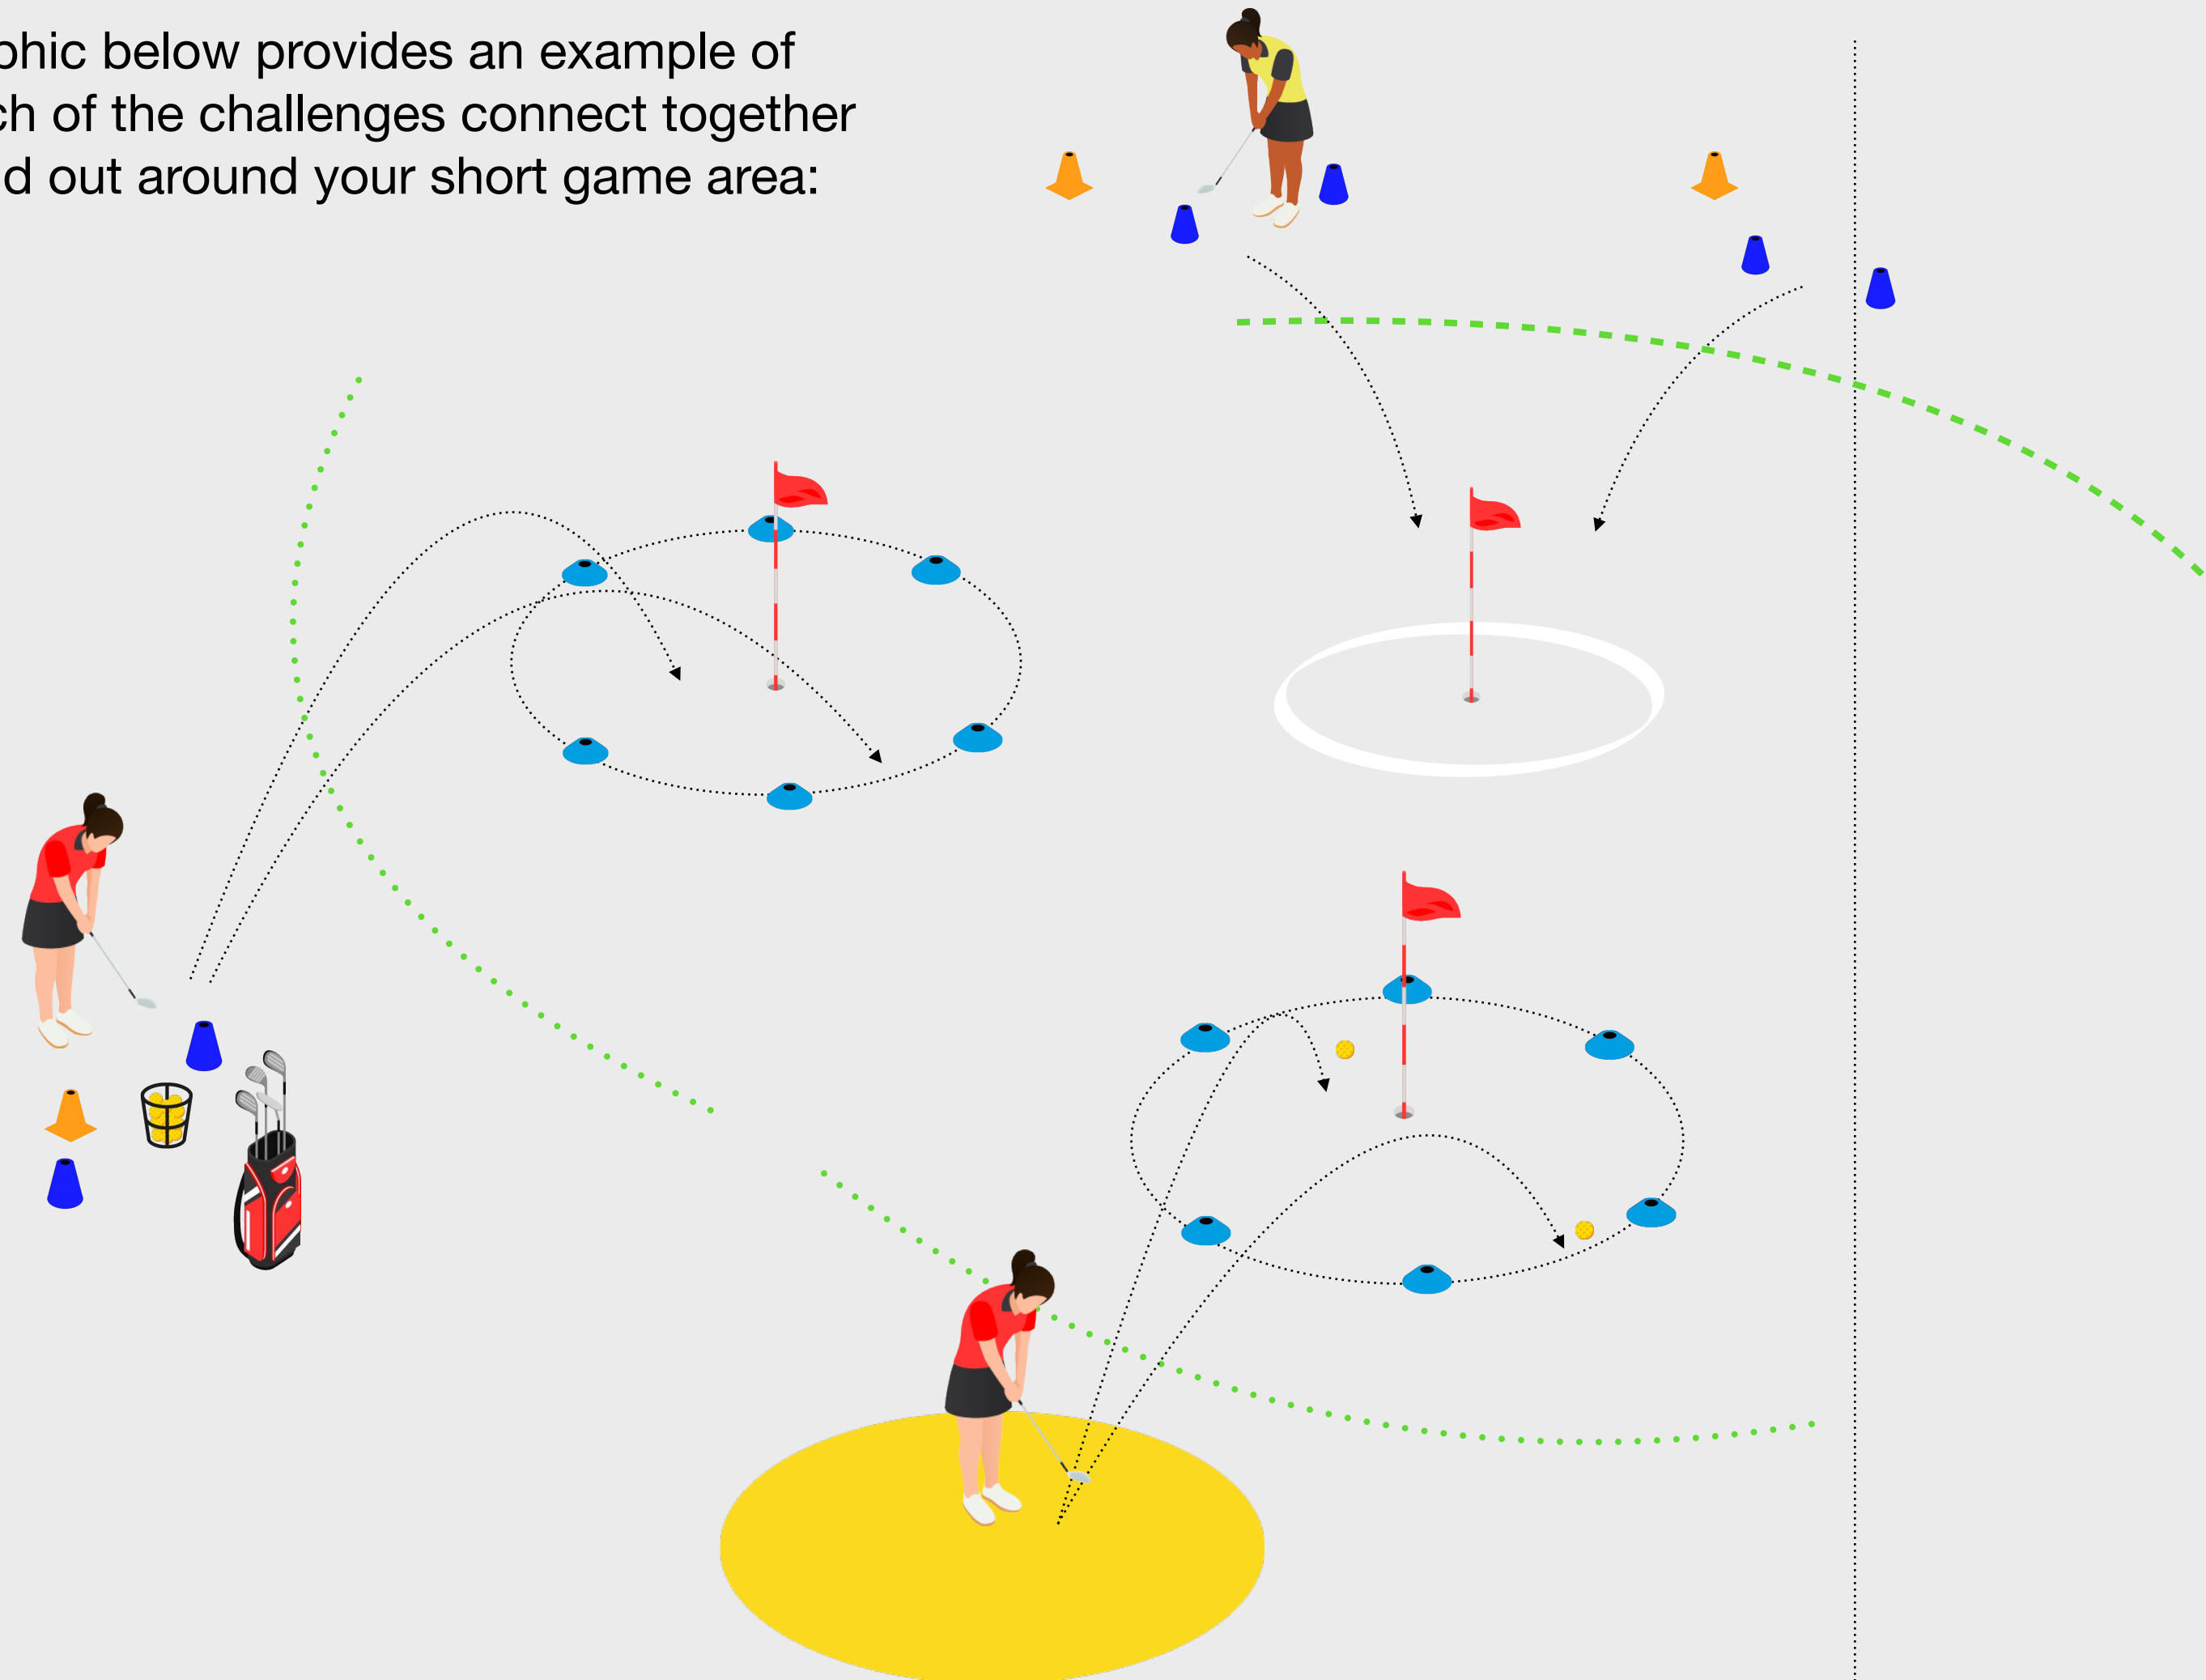 phic below provides an example of
ch of the challenges connect together
d out around your short game area: